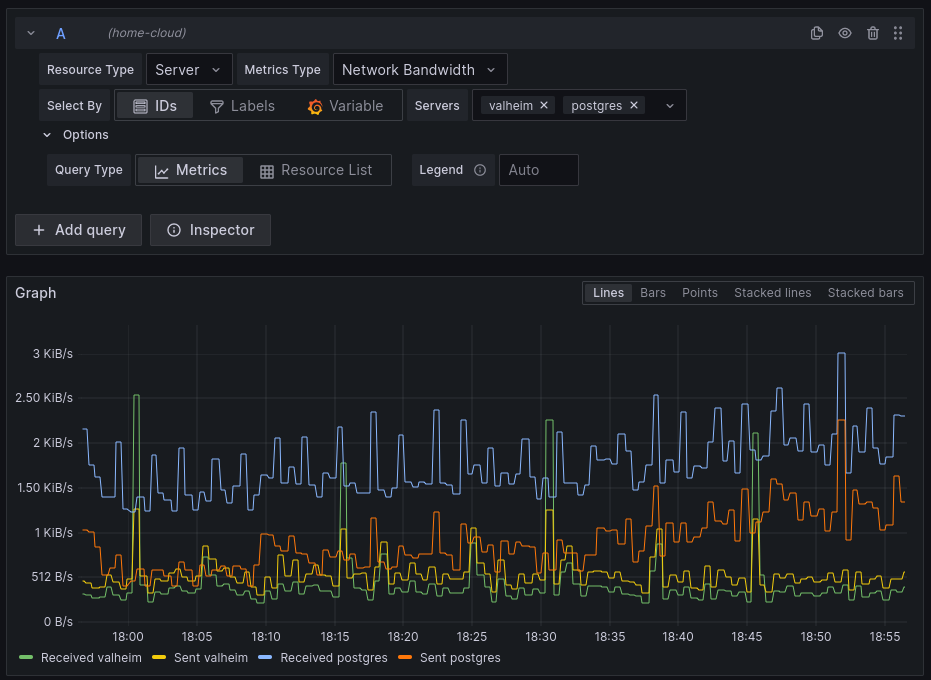 A (home-cloud)
Resource Type Server Metrics Type Network Bandwidth
Select By IDs Labels Variable Servers valheim × postgres ×
Options
Query Type Metrics Resource List Legend Auto
+ Add query Inspector
Graph Lines Bars Points Stacked lines Stacked bars
3 KiB/s
2.50 KiB/s
2 KiB/s
1.50 KiB/s
1 KiB/s
512 B/s
0 B/s
18:00 18:05 18:10 18:15 18:20 18:25 18:30 18:35 18:40 18:45 18:50 18:55
Received valheim Sent valheim Received postgres Sent postgres